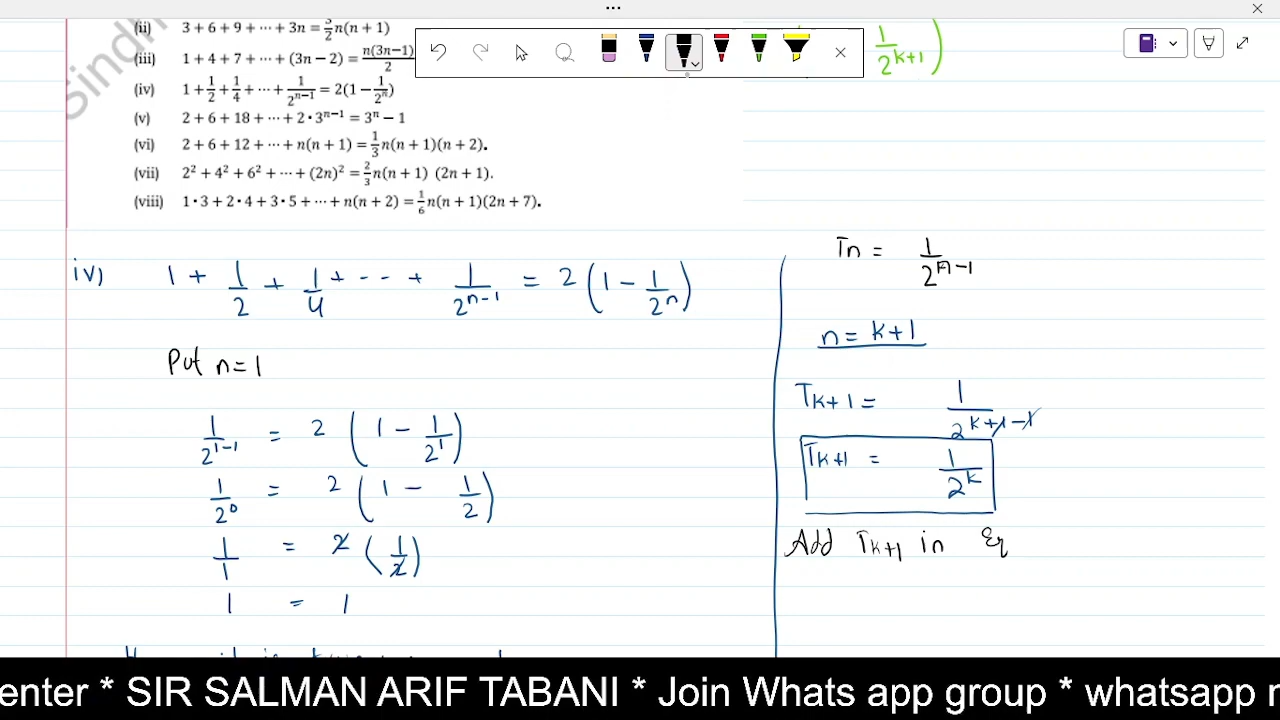 Sindh
(ii) 3 + 6 + 9 + ⋯ + 3n = 3/2 n(n + 1)
(iii) 1 + 4 + 7 + ⋯ + (3n − 2) = n(3n−1)/2
(iv) 1 + 1/2 + 1/4 + ⋯ + 1/2^(n−1) = 2(1 − 1/2^n)
(v) 2 + 6 + 18 + ⋯ + 2 • 3^(n−1) = 3^n − 1
(vi) 2 + 6 + 12 + ⋯ + n(n + 1) = 1/3 n(n + 1)(n + 2).
(vii) 2² + 4² + 6² + ⋯ + (2n)² = 2/3 n(n + 1) (2n + 1).
(viii) 1 • 3 + 2 • 4 + 3 • 5 + ⋯ + n(n + 2) = 1/6 n(n + 1)(2n + 7).
1/2^(k+1) )
iv) 1 + 1/2 + 1/4 + -- + 1/2^(n-1) = 2 (1 - 1/2^n)
Put n=1
1/2^(1-1) = 2 (1 - 1/2^1)
1/2^0 = 2 (1 - 1/2)
1/1 = 2 (1/2)
1 = 1
Tn = 1/2^(n-1)
n = k+1
Tk+1 = 1/2^(k+1-1)
Tk+1 = 1/2^k
Add Tk+1 in Eq
enter * SIR SALMAN ARIF TABANI * Join Whats app group * whatsapp